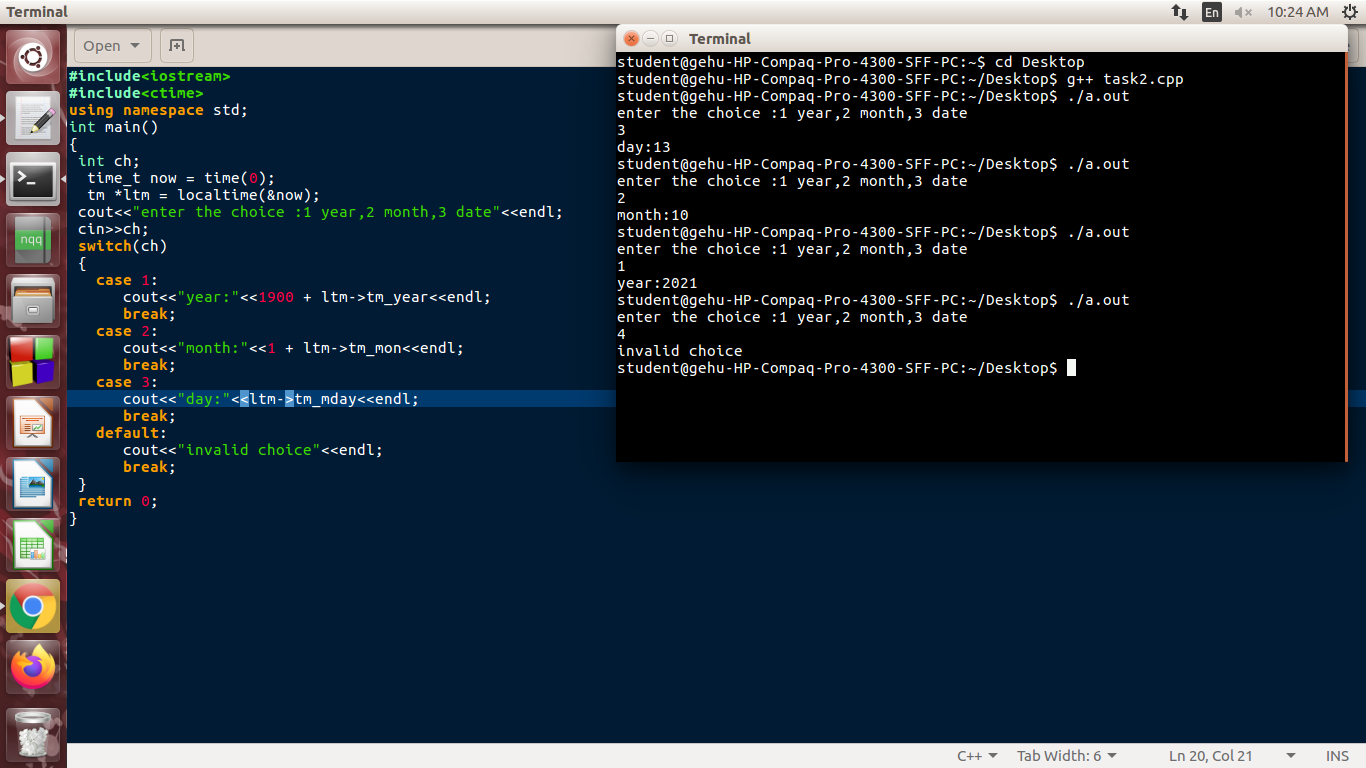 Terminal
En
10:24 AM
Open
#include<iostream>
#include<ctime>
using namespace std;
int main()
{
 int ch;
  time_t now = time(0);
  tm *ltm = localtime(&now);
 cout<<"enter the choice :1 year,2 month,3 date"<<endl;
 cin>>ch;
 switch(ch)
 {
   case 1:
      cout<<"year:"<<1900 + ltm->tm_year<<endl;
      break;
   case 2:
      cout<<"month:"<<1 + ltm->tm_mon<<endl;
      break;
   case 3:
      cout<<"day:"<<ltm->tm_mday<<endl;
      break;
   default:
      cout<<"invalid choice"<<endl;
      break;
 }
 return 0;
}
Terminal
student@gehu-HP-Compaq-Pro-4300-SFF-PC:~$ cd Desktop
student@gehu-HP-Compaq-Pro-4300-SFF-PC:~/Desktop$ g++ task2.cpp
student@gehu-HP-Compaq-Pro-4300-SFF-PC:~/Desktop$ ./a.out
enter the choice :1 year,2 month,3 date
3
day:13
student@gehu-HP-Compaq-Pro-4300-SFF-PC:~/Desktop$ ./a.out
enter the choice :1 year,2 month,3 date
2
month:10
student@gehu-HP-Compaq-Pro-4300-SFF-PC:~/Desktop$ ./a.out
enter the choice :1 year,2 month,3 date
1
year:2021
student@gehu-HP-Compaq-Pro-4300-SFF-PC:~/Desktop$ ./a.out
enter the choice :1 year,2 month,3 date
4
invalid choice
student@gehu-HP-Compaq-Pro-4300-SFF-PC:~/Desktop$
nqq
C++
Tab Width: 6
Ln 20, Col 21
INS